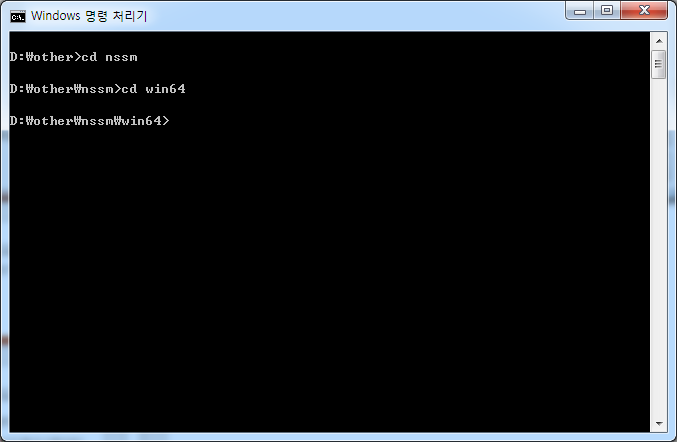 Windows 명령 처리기
D:₩other>cd nssm
D:₩other₩nssm>cd win64
D:₩other₩nssm₩win64>